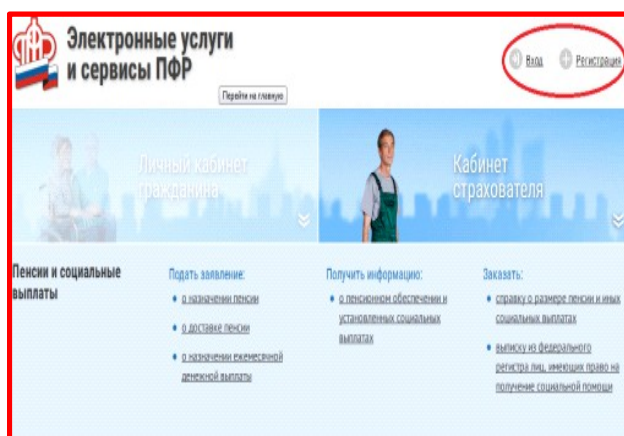 Электронные услуги
и сервисы ПФР
Вход
Регистрация
Перейти на главную
Личный кабинет
гражданина
Кабинет
страхователя
Пенсии и социальные
выплаты
Подать заявление:
о назначении пенсии
о доставке пенсии
о назначении ежемесячной
денежной выплаты
Получить информацию:
о пенсионном обеспечении и
установленных социальных
выплатах
Заказать:
справку о размере пенсии и иных
социальных выплатах
выписку из федерального
регистра лиц, имеющих право на
получение социальной помощи